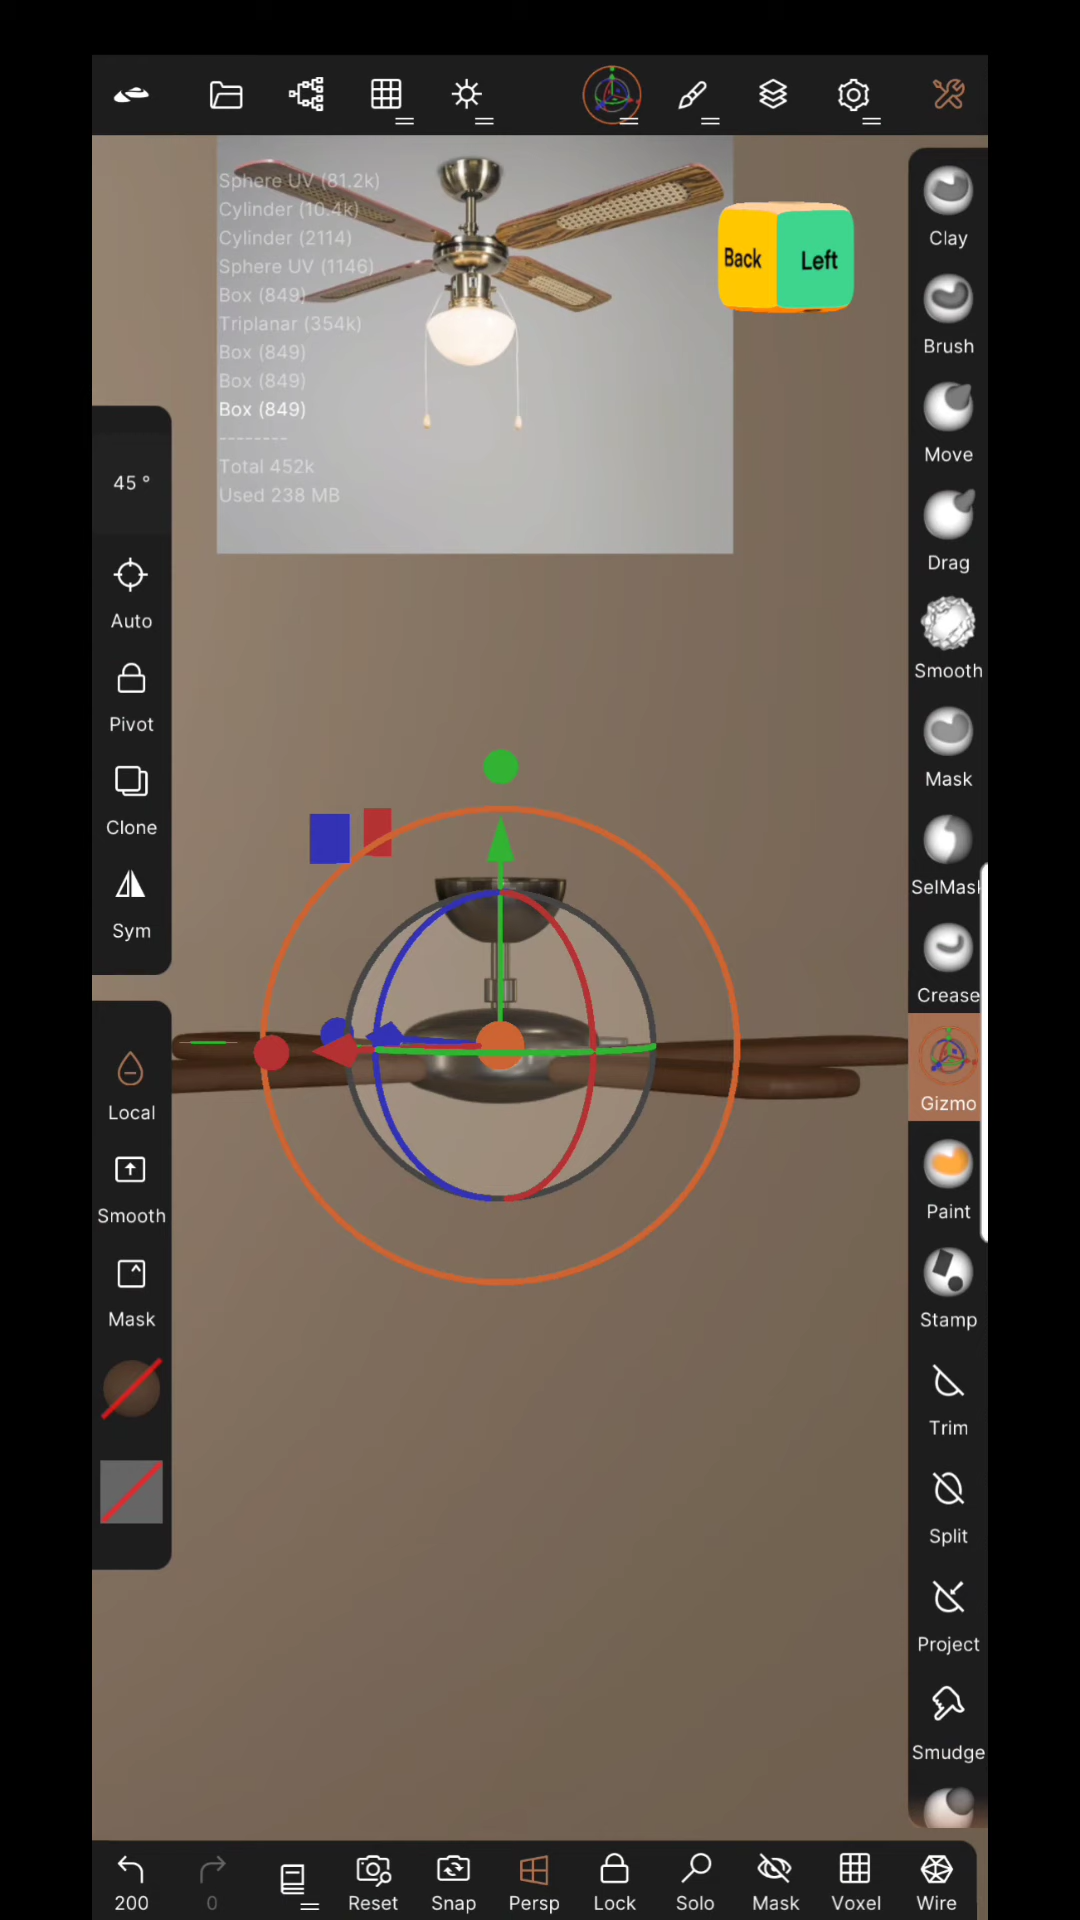 Sphere UV (81.2k)
Cylinder (10.4k)
Cylinder (2114)
Sphere UV (1146)
Box (849)
Triplanar (354k)
Box (849)
Box (849)
Box (849)
--------
Total 452k
Used 238 MB
Back
Left
45 °
Auto
Pivot
Clone
Sym
Local
Smooth
Mask
Clay
Brush
Move
Drag
Smooth
Mask
SelMask
Crease
Gizmo
Paint
Stamp
Trim
Split
Project
Smudge
200
0
Reset
Snap
Persp
Lock
Solo
Mask
Voxel
Wire